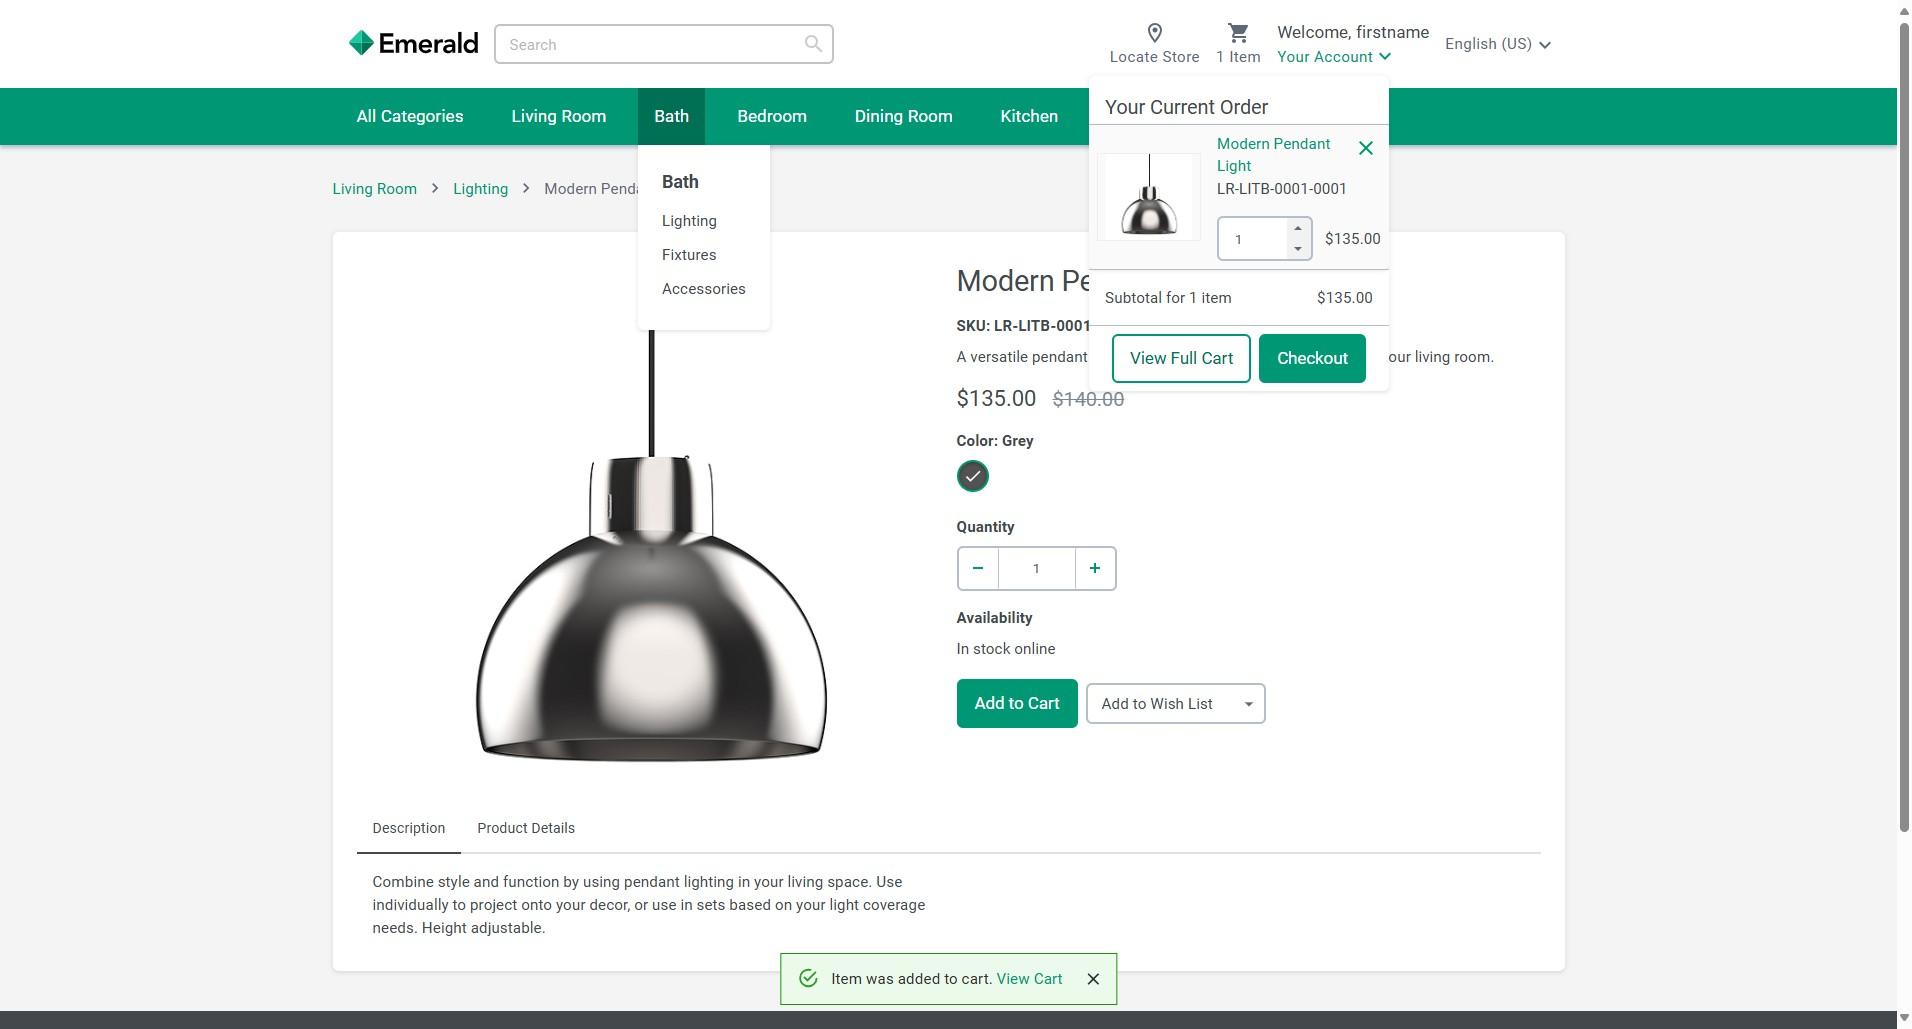 Emerald
Search
Locate Store
1 Item
Welcome, firstname
Your Account
English (US)
All Categories
Living Room
Bath
Bedroom
Dining Room
Kitchen
Bath
Lighting
Fixtures
Accessories
Your Current Order
Modern Pendant
Light
LR-LITB-0001-0001
1
$135.00
Subtotal for 1 item
$135.00
View Full Cart
Checkout
Living Room
Lighting
Modern Penda
Modern Pe
SKU: LR-LITB-0001
A versatile pendant
our living room.
$135.00 $140.00
Color: Grey
Quantity
1
Availability
In stock online
Add to Cart
Add to Wish List
Description
Product Details
Combine style and function by using pendant lighting in your living space. Use
individually to project onto your decor, or use in sets based on your light coverage
needs. Height adjustable.
Item was added to cart. View Cart